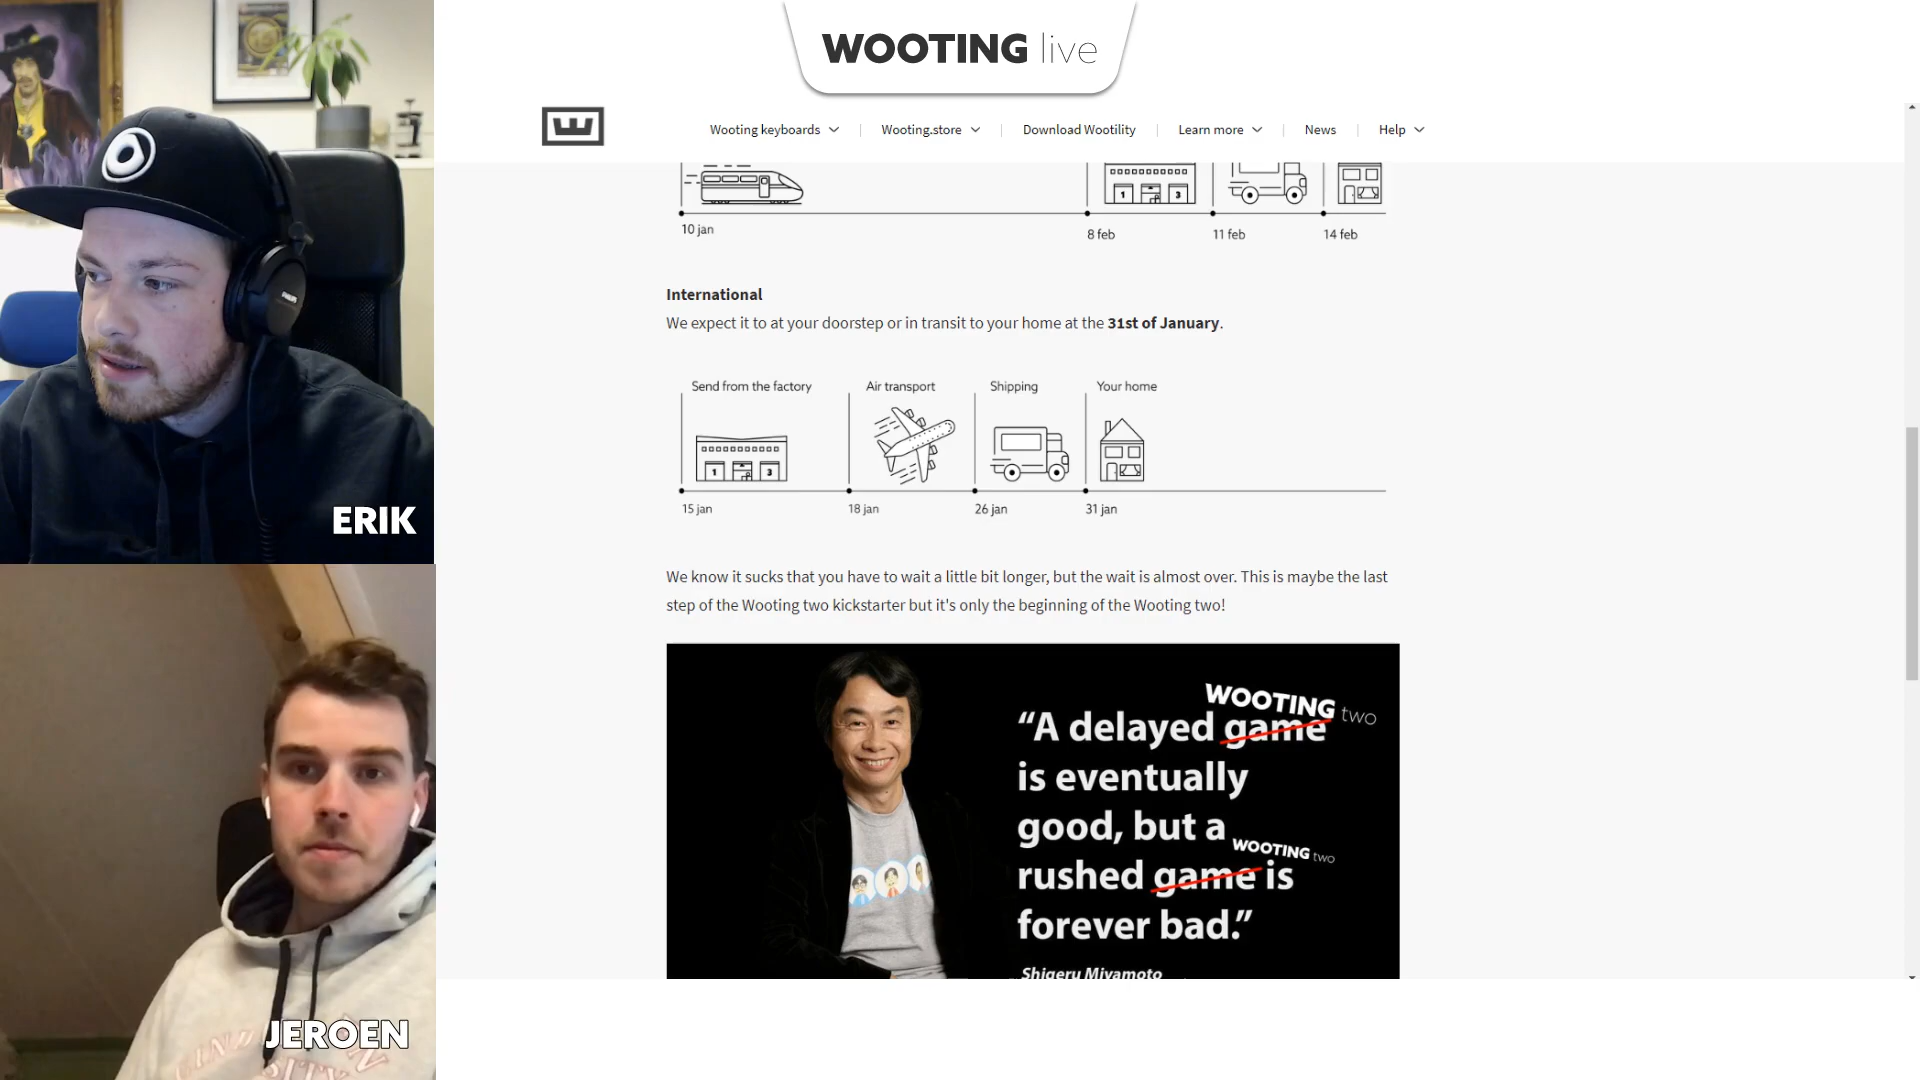 WOOTING live
Wooting keyboards
Wooting.store
Download Wootility
Learn more
News
Help
1 3
10 jan
8 feb
11 feb
14 feb
International
We expect it to at your doorstep or in transit to your home at the 31st of January.
Send from the factory
Air transport
Shipping
Your home
1 3
15 jan
18 jan
26 jan
31 jan
We know it sucks that you have to wait a little bit longer, but the wait is almost over. This is maybe the last
step of the Wooting two kickstarter but it's only the beginning of the Wooting two!
WOOTING two
“A delayed game
is eventually
good, but a
WOOTING two
rushed game is
forever bad.”
Shigeru Miyamoto
PHILIPS
ERIK
JEROEN